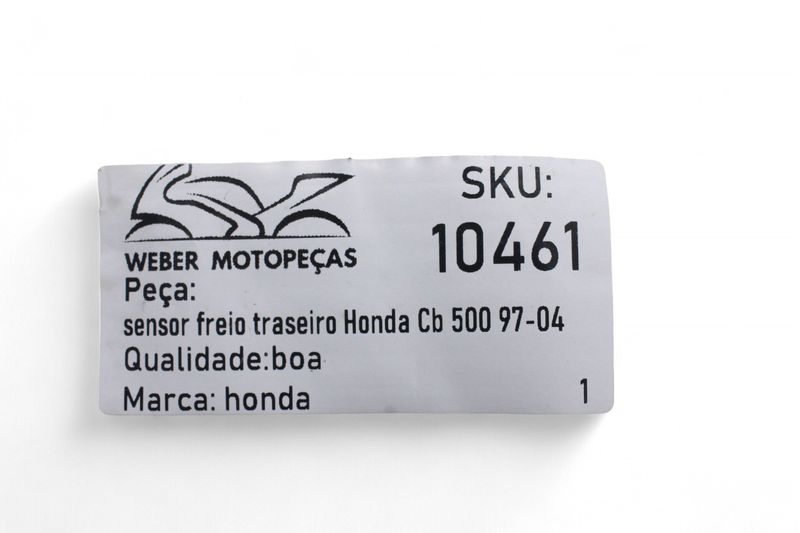 WEBER MOTOPEÇAS
SKU:
10461
Peça:
sensor freio traseiro Honda Cb 500 97-04
Qualidade:boa
Marca: honda
1